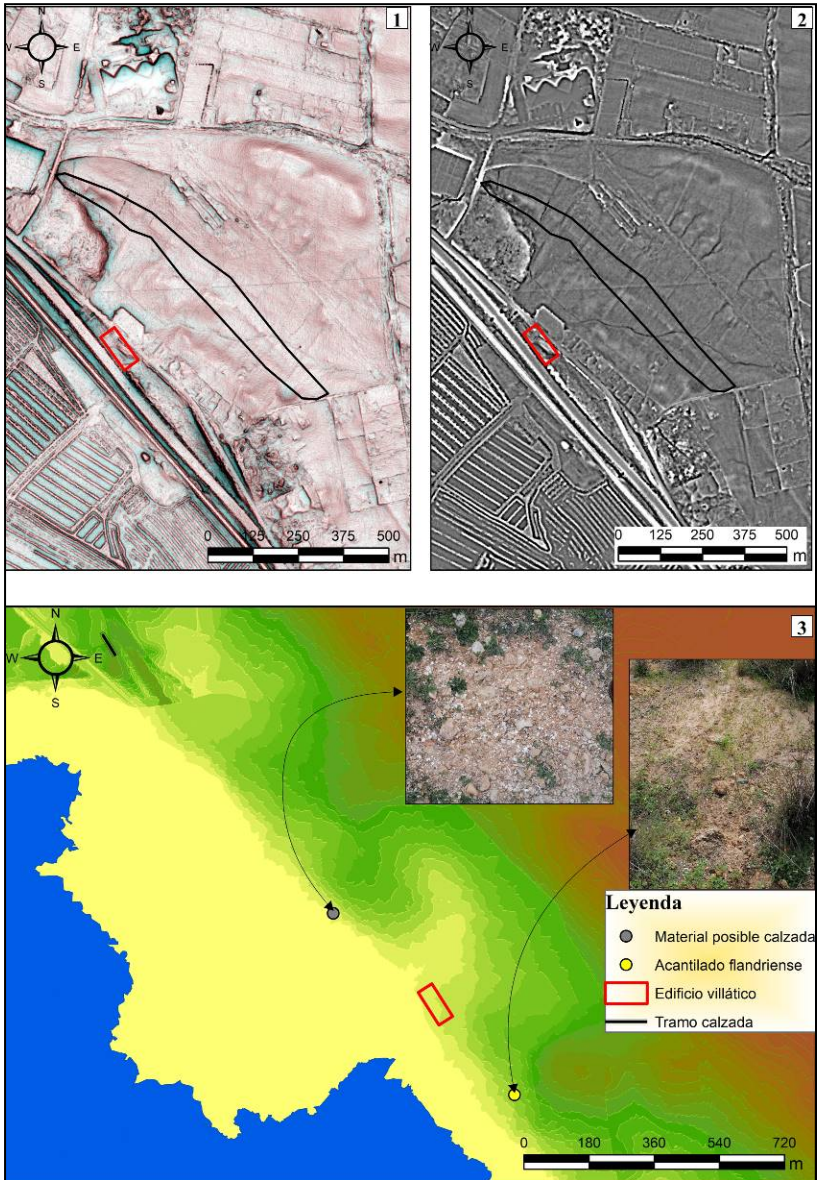 1
N
W
E
S
0 125 250 375 500
m
2
N
W
E
S
0 125 250 375 500
m
3
N
W
E
S
Leyenda
Material posible calzada
Acantilado flandriense
Edificio villático
Tramo calzada
0 180 360 540 720
m